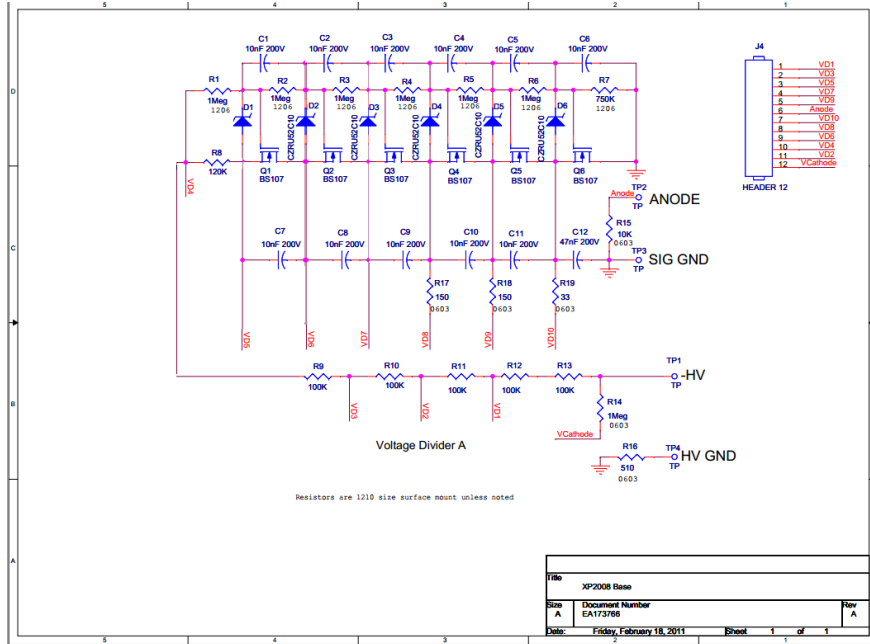 5 4 3 2 1
D
C
B
A
C1
10nF 200V
C2
10nF 200V
C3
10nF 200V
C4
10nF 200V
C5
10nF 200V
C6
10nF 200V
R1
1Meg
1206
R2
1Meg
1206
R3
1Meg
1206
R4
1Meg
1206
R5
1Meg
1206
R6
1Meg
1206
R7
750K
1206
D1
D2
D3
D4
D5
D6
CZRU52C10
CZRU52C10
CZRU52C10
CZRU52C10
CZRU52C10
R8
120K
Q1
BS107
Q2
BS107
Q3
BS107
Q4
BS107
Q5
BS107
Q6
BS107
VD4
J4
1 VD1
2 VD3
3 VD5
4 VD7
5 VD9
6 Anode
7 VD10
8 VD8
9 VD6
10 VD4
11 VD2
12 VCathode
HEADER 12
Anode
TP2
TP
ANODE
R15
10K
0603
TP3
TP
SIG GND
C7
10nF 200V
C8
10nF 200V
C9
10nF 200V
C10
10nF 200V
C11
10nF 200V
C12
47nF 200V
R17
150
0603
R18
150
0603
R19
33
0603
VD5
VD6
VD7
VD8
VD9
VD10
R9
100K
R10
100K
R11
100K
R12
100K
R13
100K
TP1
TP
-HV
VD3
VD2
VD1
R14
1Meg
0603
VCathode
Voltage Divider A
R16
510
0603
TP4
TP
HV GND
Resistors are 1210 size surface mount unless noted
Title
XP2008 Base
Size
A
Document Number
EA173766
Rev
A
Date:
Friday, February 18, 2011
Sheet 1 of 1
5 4 3 2 1